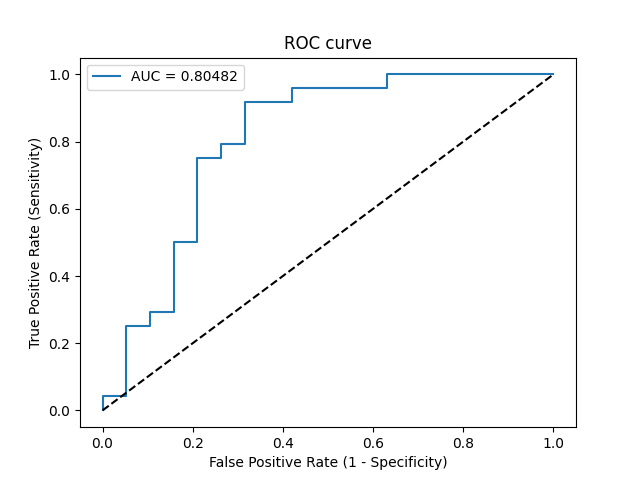 ROC curve
AUC = 0.80482
True Positive Rate (Sensitivity)
1.0
0.8
0.6
0.4
0.2
0.0
0.0 0.2 0.4 0.6 0.8 1.0
False Positive Rate (1 - Specificity)